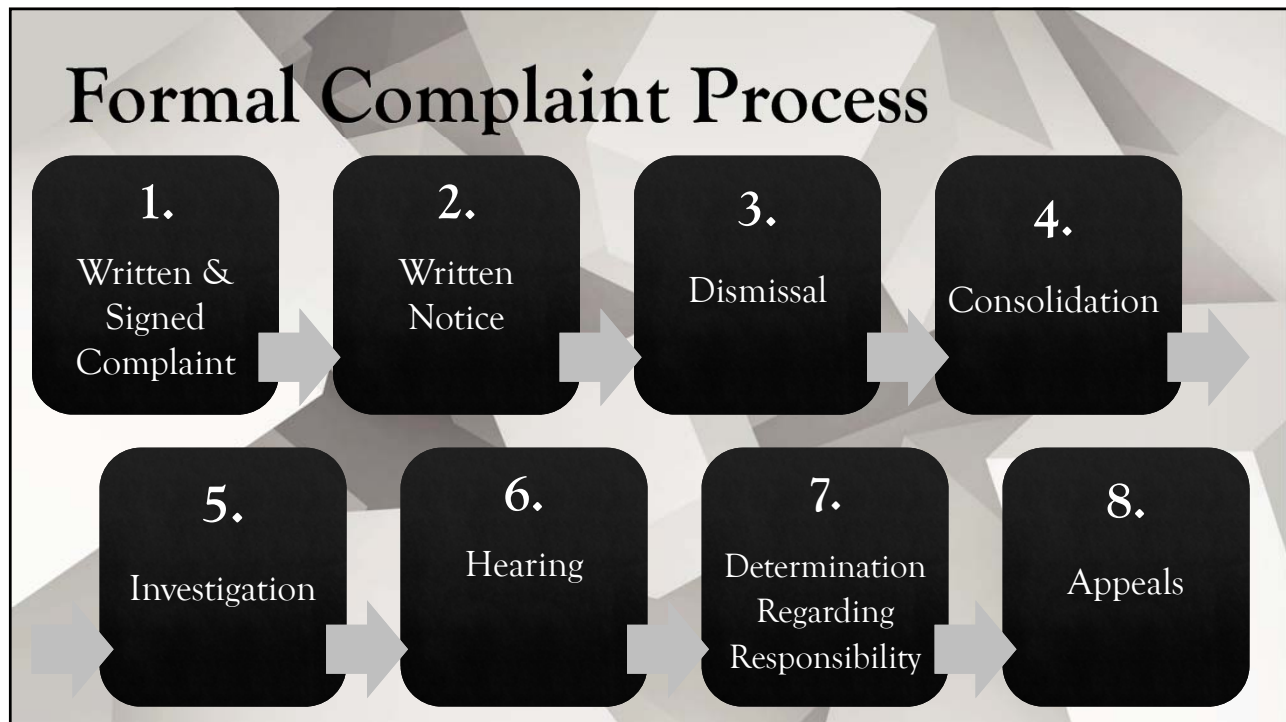 Formal Complaint Process
1.
Written &
Signed
Complaint
2.
Written
Notice
3.
Dismissal
4.
Consolidation
5.
Investigation
6.
Hearing
7.
Determination
Regarding
Responsibility
8.
Appeals